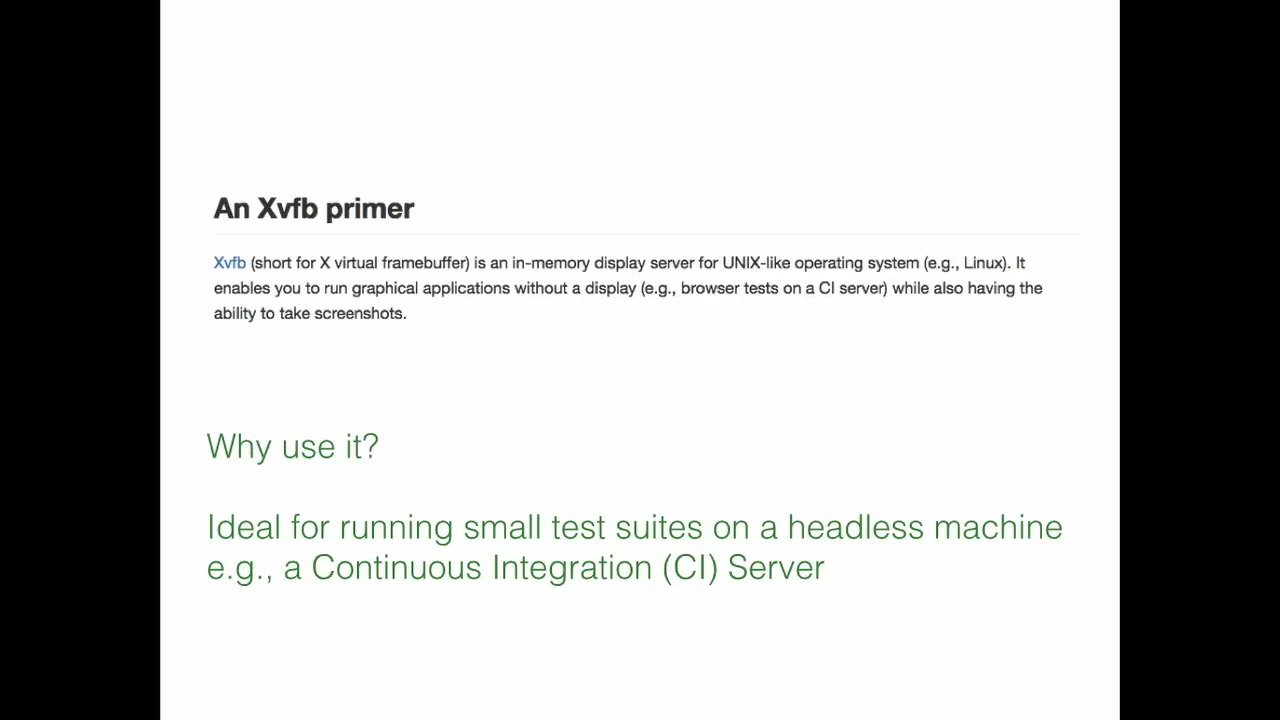 An Xvfb primer
Xvfb (short for X virtual framebuffer) is an in-memory display server for UNIX-like operating system (e.g., Linux). It
enables you to run graphical applications without a display (e.g., browser tests on a CI server) while also having the
ability to take screenshots.
Why use it?
Ideal for running small test suites on a headless machine
e.g., a Continuous Integration (CI) Server